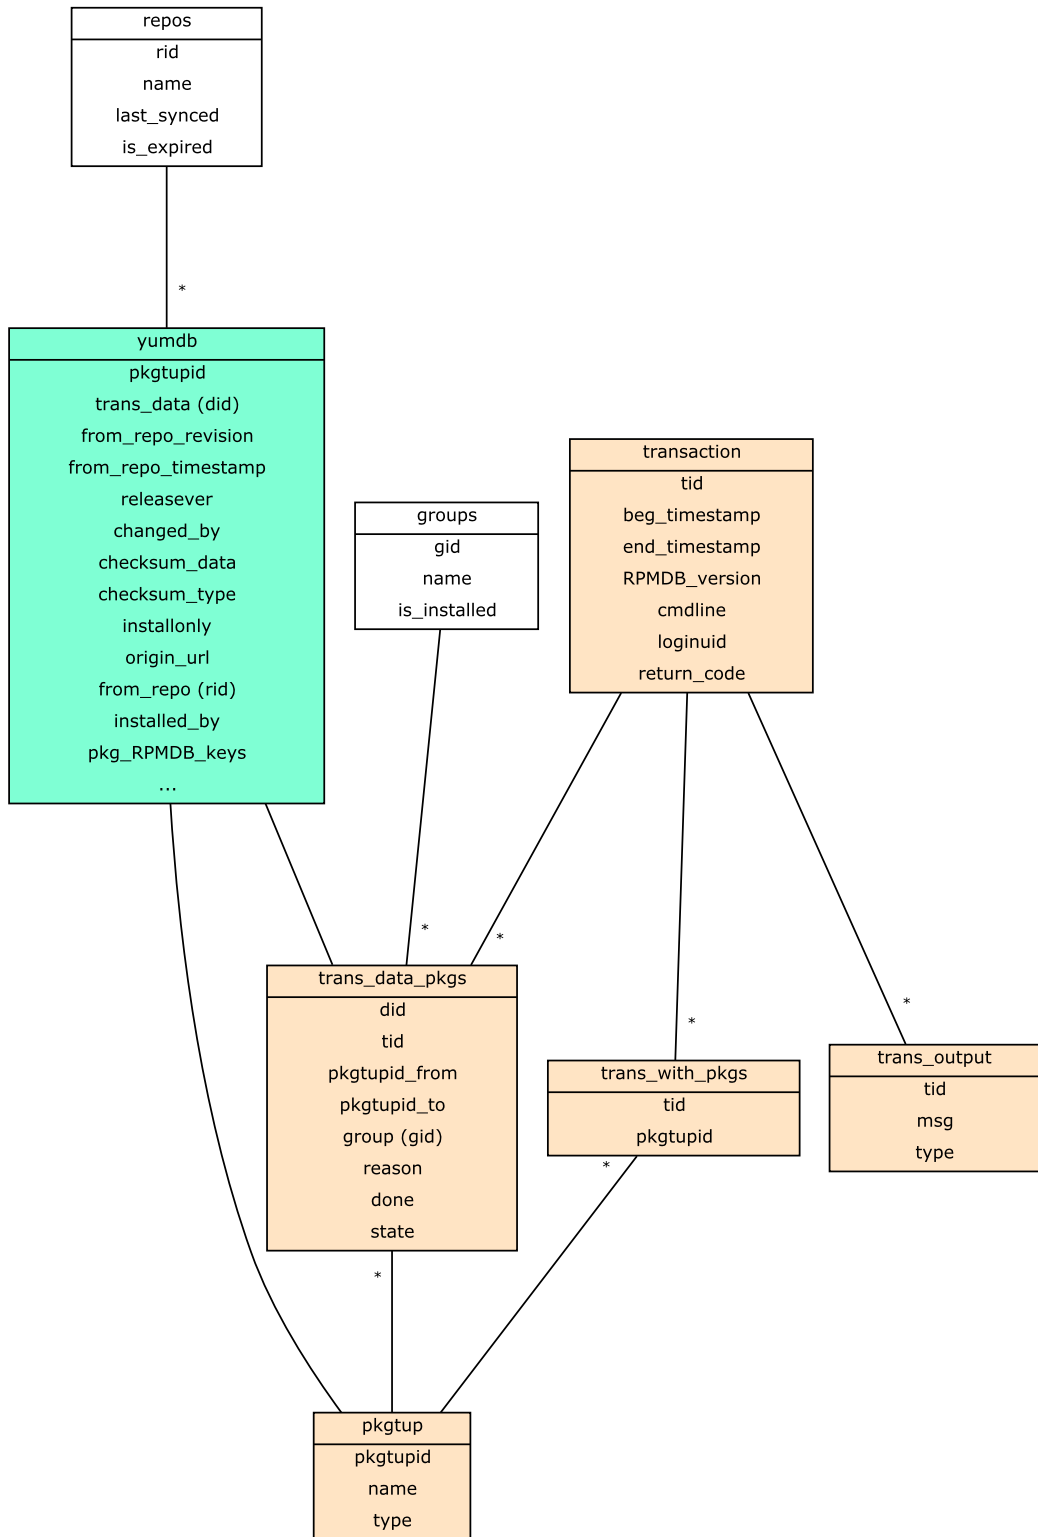 repos
rid
name
last_synced
is_expired
*
yumdb
pkgtupid
trans_data (did)
from_repo_revision
from_repo_timestamp
releasever
changed_by
checksum_data
checksum_type
installonly
origin_url
from_repo (rid)
installed_by
pkg_RPMDB_keys
...
groups
gid
name
is_installed
transaction
tid
beg_timestamp
end_timestamp
RPMDB_version
cmdline
loginuid
return_code
*
*
*
*
trans_data_pkgs
did
tid
pkgtupid_from
pkgtupid_to
group (gid)
reason
done
state
*
trans_with_pkgs
tid
pkgtupid
*
trans_output
tid
msg
type
pkgtup
pkgtupid
name
type